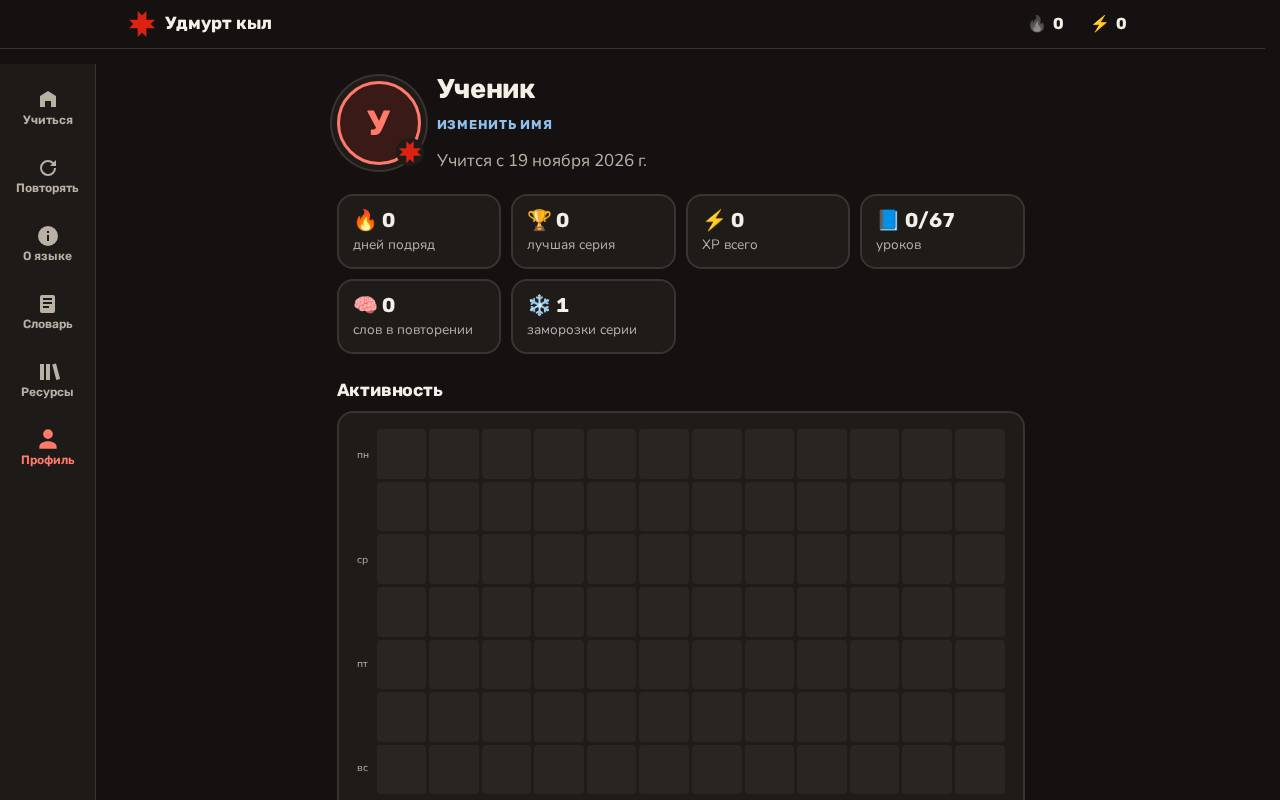 Удмурт кыл
0
0
Учиться
Повторять
О языке
Словарь
Ресурсы
Профиль
У
Ученик
ИЗМЕНИТЬ ИМЯ
Учится с 19 ноября 2026 г.
0
дней подряд
0
лучшая серия
0
XP всего
0/67
уроков
0
слов в повторении
1
заморозки серии
Активность
пн
ср
пт
вс